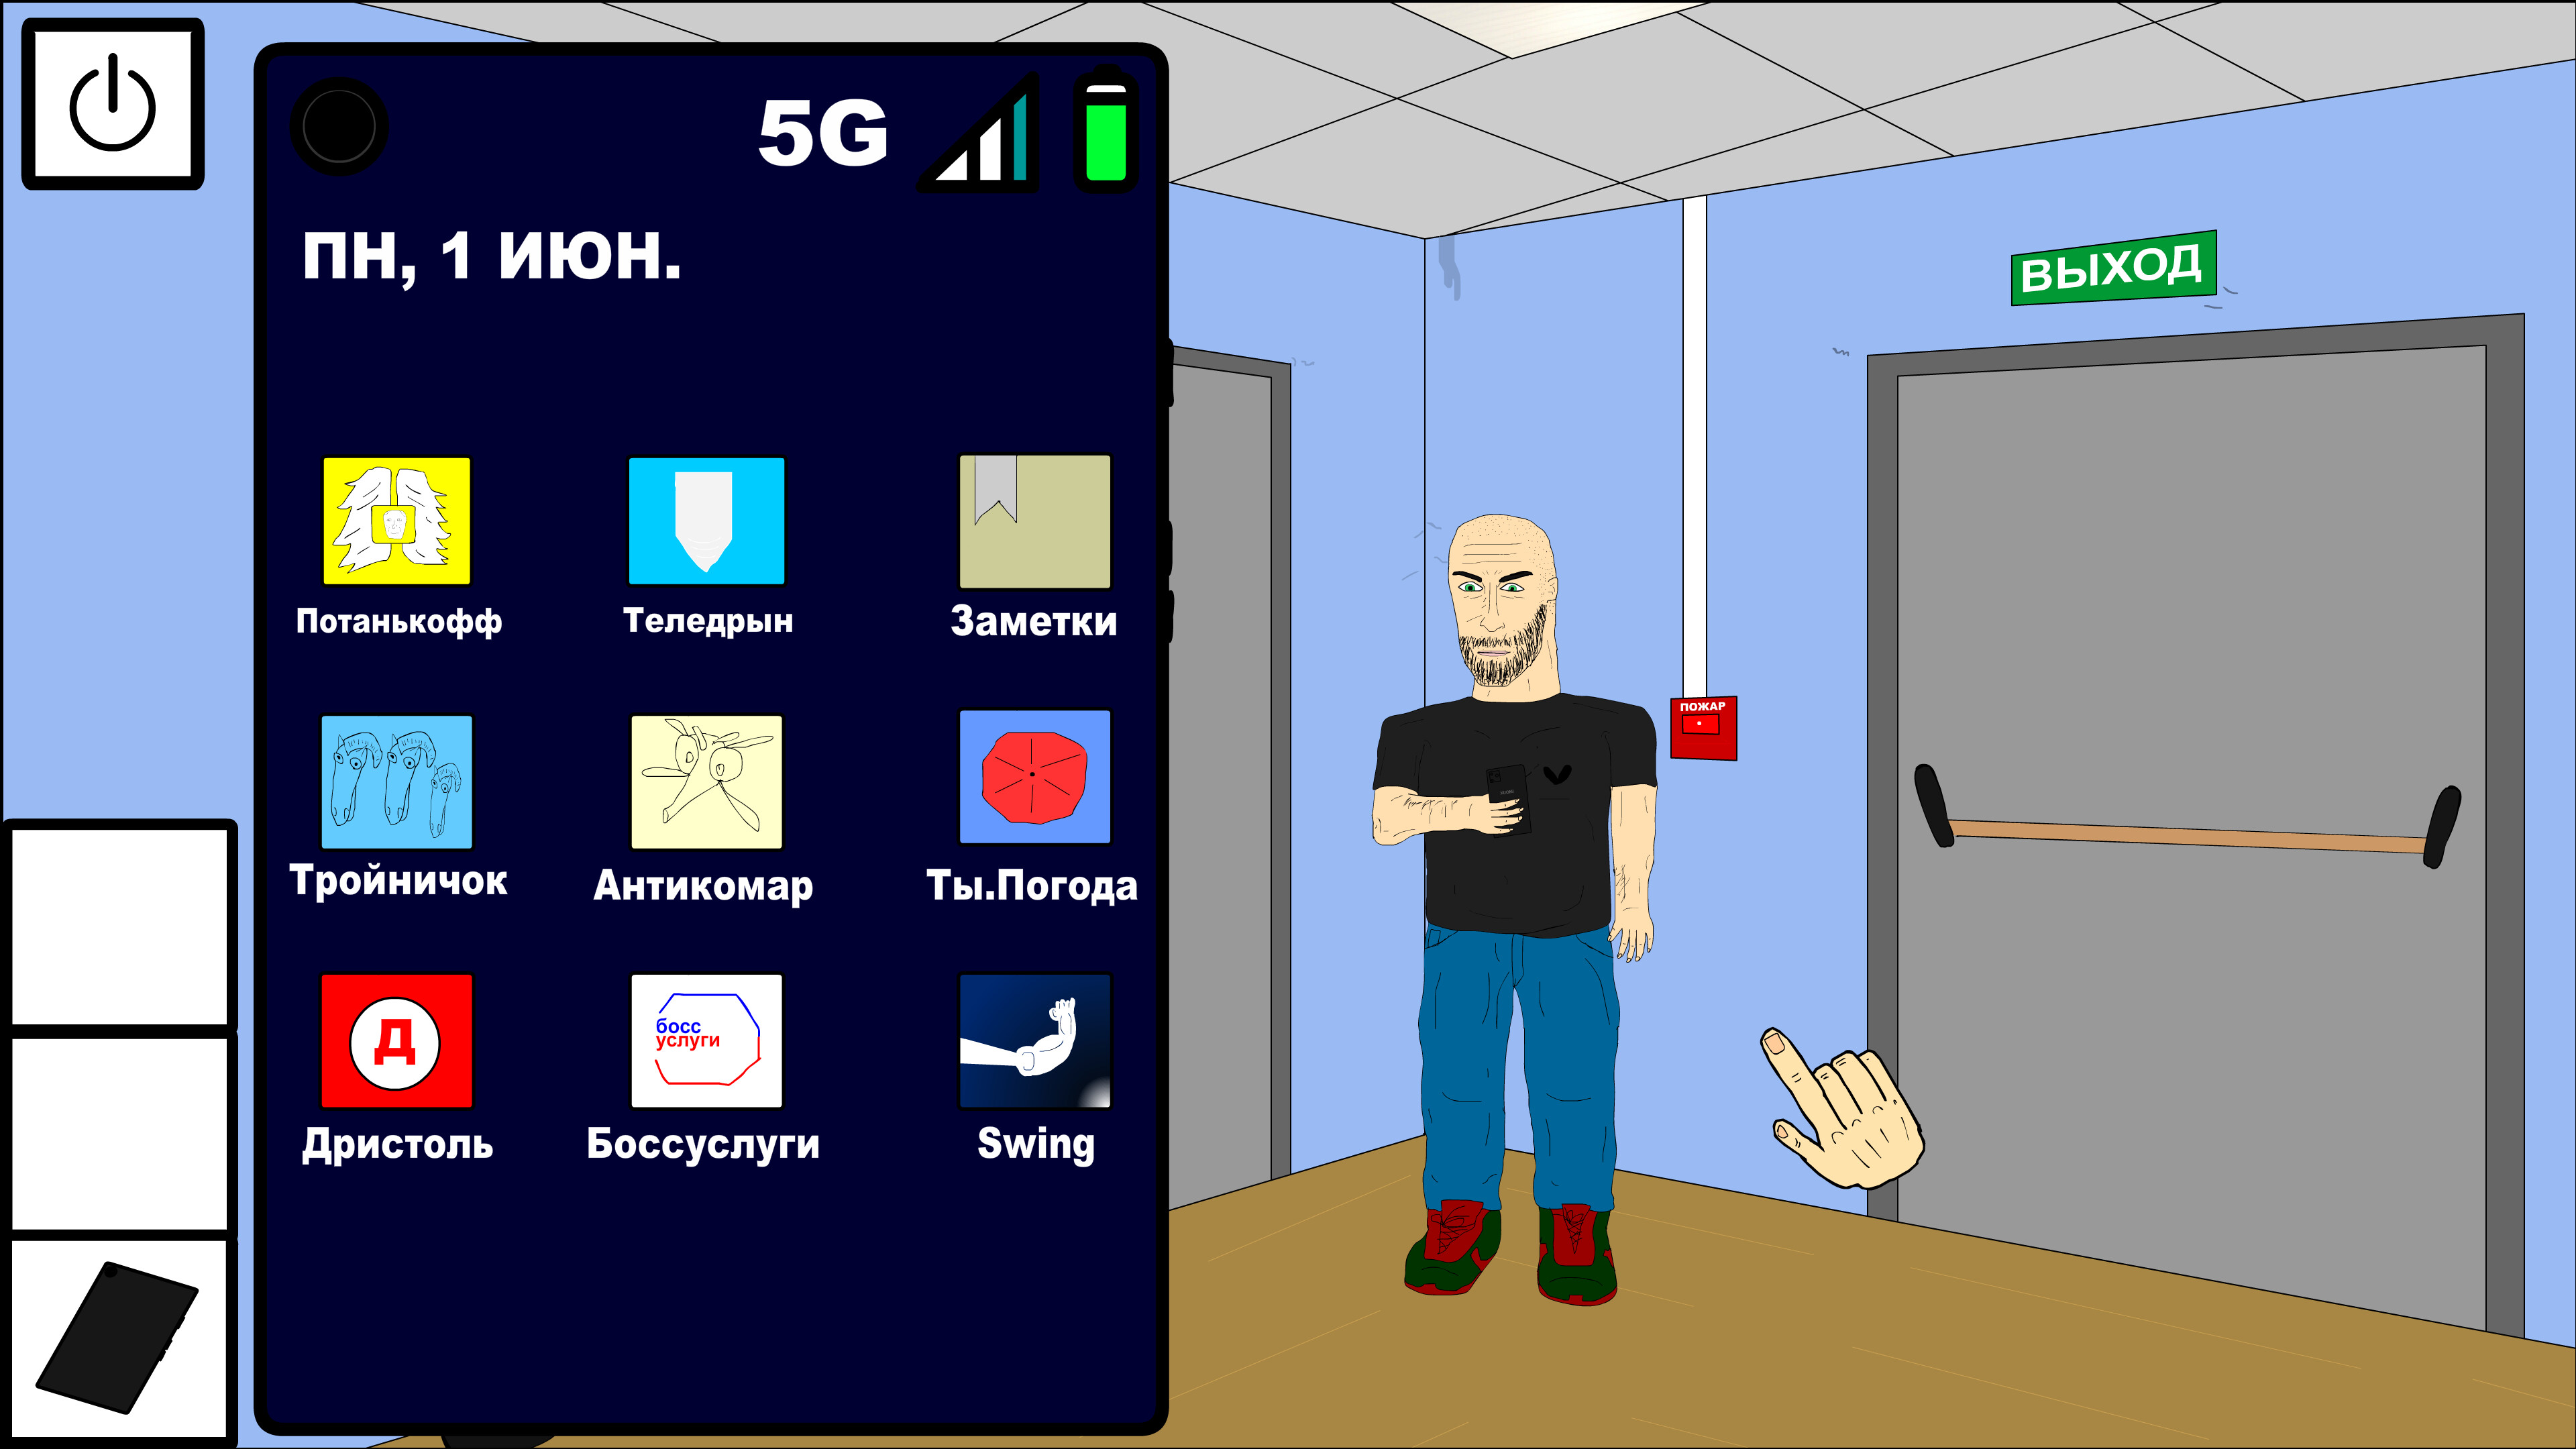 5G
ПН, 1 ИЮН.
Потанькофф
Теледрын
Заметки
Тройничок
Антикомар
Ты.Погода
Д
босс
услуги
Дристоль
Боссуслуги
Swing
ВЫХОД
ПОЖАР